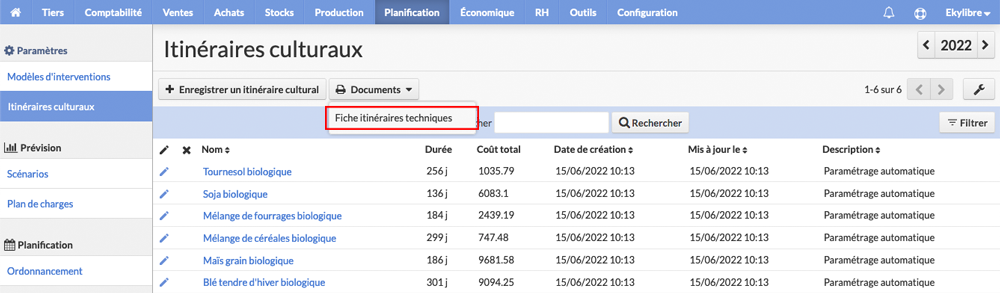 Tiers Comptabilité Ventes Achats Stocks Production Planification Économique RH Outils Configuration Ekylibre
Paramètres
Modèles d'interventions
Itinéraires culturaux
Prévision
Scénarios
Plan de charges
Planification
Ordonnancement
Itinéraires culturaux
2022
Enregistrer un itinéraire cultural Documents 1-6 sur 6
Fiche itinéraires techniques
Rechercher Filtrer
Nom Durée Coût total Date de création Mis à jour le Description
Tournesol biologique 256 j 1035.79 15/06/2022 10:13 15/06/2022 10:13 Paramétrage automatique
Soja biologique 136 j 6083.1 15/06/2022 10:13 15/06/2022 10:13 Paramétrage automatique
Mélange de fourrages biologique 184 j 2439.19 15/06/2022 10:13 15/06/2022 10:13 Paramétrage automatique
Mélange de céréales biologique 299 j 747.48 15/06/2022 10:13 15/06/2022 10:13 Paramétrage automatique
Maïs grain biologique 186 j 9681.58 15/06/2022 10:13 15/06/2022 10:13 Paramétrage automatique
Blé tendre d'hiver biologique 301 j 9094.25 15/06/2022 10:13 15/06/2022 10:13 Paramétrage automatique